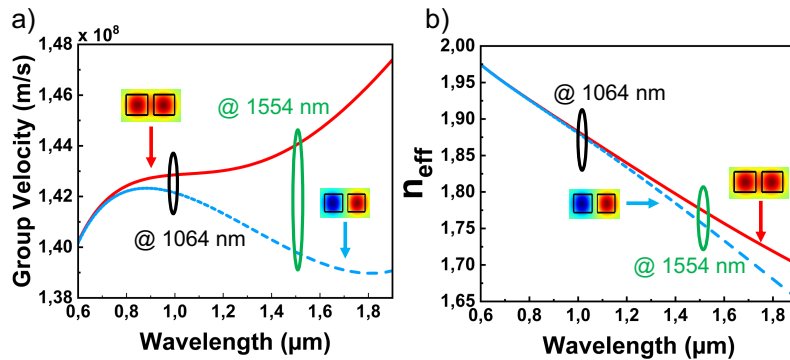 a)
x 10⁸
1,48
1,46
1,44
1,42
1,40
1,38
Group Velocity (m/s)
@ 1554 nm
@ 1064 nm
0,6 0,8 1,0 1,2 1,4 1,6 1,8
Wavelength (µm)
b)
2,00
1,95
1,90
1,85
1,80
1,75
1,70
1,65
neff
@ 1064 nm
@ 1554 nm
0,6 0,8 1,0 1,2 1,4 1,6 1,8
Wavelength (µm)